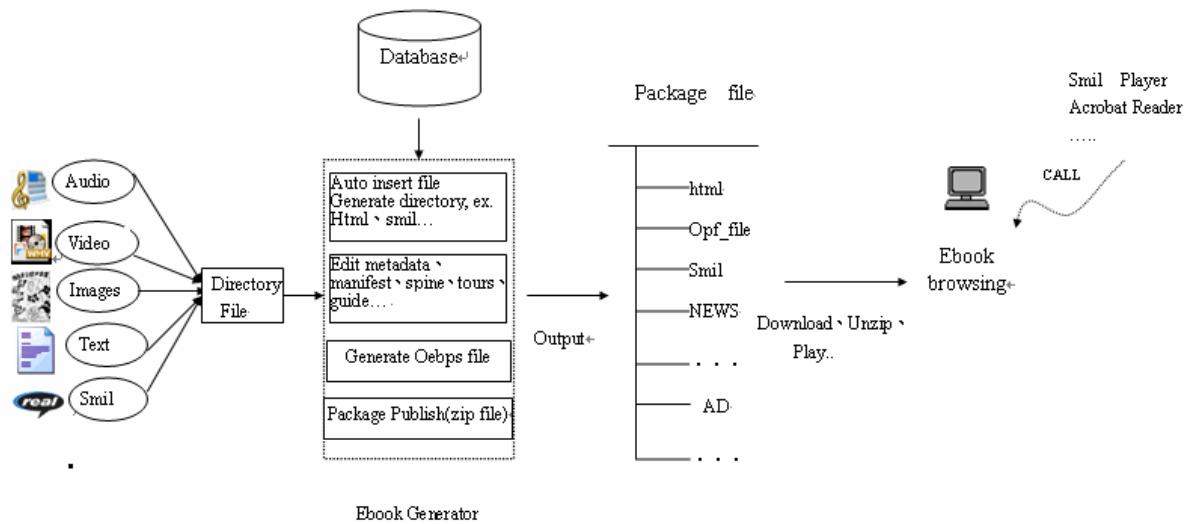 Database
Package file
Smil Player
Acrobat Reader
.....
CALL
Audio
Video
WMV
Images
Text
Smil
real
Directory
File
Auto insert file
Generate directory, ex.
Html、smil…
Edit metadata、
manifest、spine、tours、
guide…
Generate Oebps file
Package Publish(zip file)
Ebook Generator
Output
html
Opf_file
Smil
NEWS
. . .
AD
. . .
Download、Unzip、
Play..
Ebook
browsing